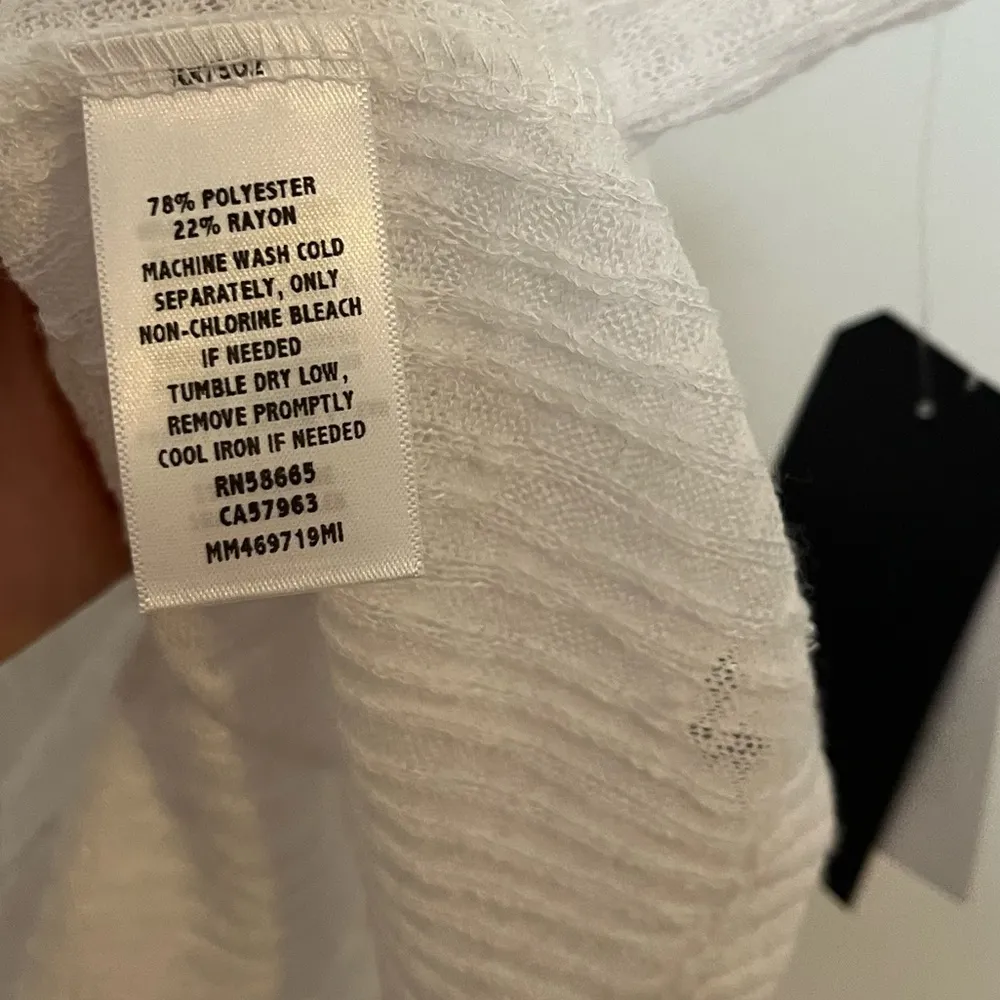 78% POLYESTER
22% RAYON
MACHINE WASH COLD
SEPARATELY, ONLY
NON-CHLORINE BLEACH
IF NEEDED
TUMBLE DRY LOW,
REMOVE PROMPTLY
COOL IRON IF NEEDED
RN58665
CA57963
MM469719MI